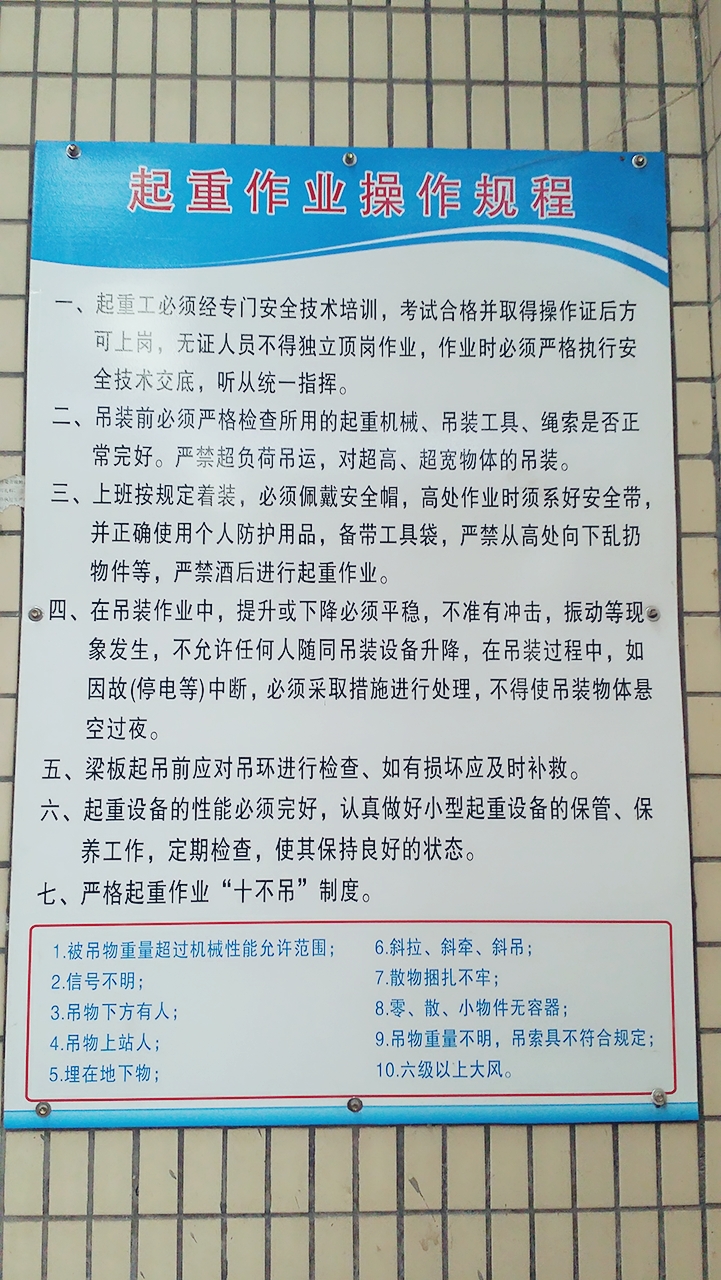 起重作业操作规程
一、起重工必须经专门安全技术培训，考试合格并取得操作证后方
可上岗，无证人员不得独立顶岗作业，作业时必须严格执行安
全技术交底，听从统一指挥。
二、吊装前必须严格检查所用的起重机械、吊装工具、绳索是否正
常完好。严禁超负荷吊运，对超高、超宽物体的吊装。
三、上班按规定着装，必须佩戴安全帽，高处作业时须系好安全带，
并正确使用个人防护用品，备带工具袋，严禁从高处向下乱扔
物件等，严禁酒后进行起重作业。
四、在吊装作业中，提升或下降必须平稳，不准有冲击，振动等现
象发生，不允许任何人随同吊装设备升降，在吊装过程中，如
因故(停电等)中断，必须采取措施进行处理，不得使吊装物体悬
空过夜。
五、梁板起吊前应对吊环进行检查、如有损坏应及时补救。
六、起重设备的性能必须完好，认真做好小型起重设备的保管、保
养工作，定期检查，使其保持良好的状态。
七、严格起重作业“十不吊”制度。
1.被吊物重量超过机械性能允许范围；
2.信号不明；
3.吊物下方有人；
4.吊物上站人；
5.埋在地下物；
6.斜拉、斜牵、斜吊；
7.散物捆扎不牢；
8.零、散、小物件无容器；
9.吊物重量不明，吊索具不符合规定；
10.六级以上大风。